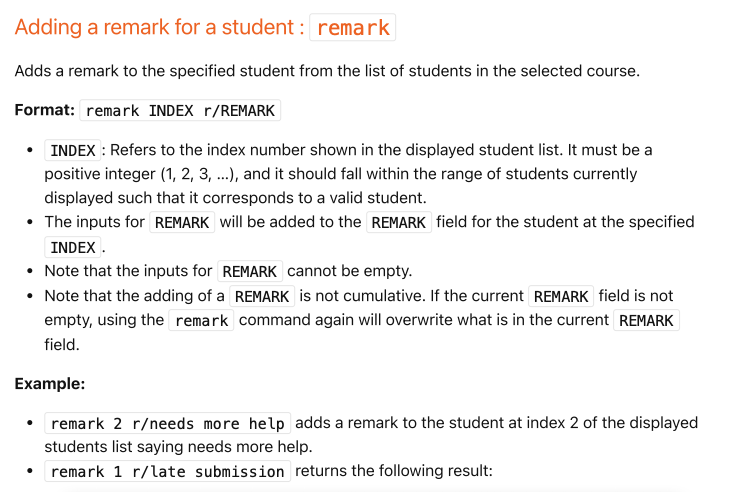 Adding a remark for a student : remark
Adds a remark to the specified student from the list of students in the selected course.
Format: remark INDEX r/REMARK
• INDEX : Refers to the index number shown in the displayed student list. It must be a
positive integer (1, 2, 3, …), and it should fall within the range of students currently
displayed such that it corresponds to a valid student.
• The inputs for REMARK will be added to the REMARK field for the student at the specified
INDEX .
• Note that the inputs for REMARK cannot be empty.
• Note that the adding of a REMARK is not cumulative. If the current REMARK field is not
empty, using the remark command again will overwrite what is in the current REMARK
field.
Example:
• remark 2 r/needs more help adds a remark to the student at index 2 of the displayed
students list saying needs more help.
• remark 1 r/late submission returns the following result: